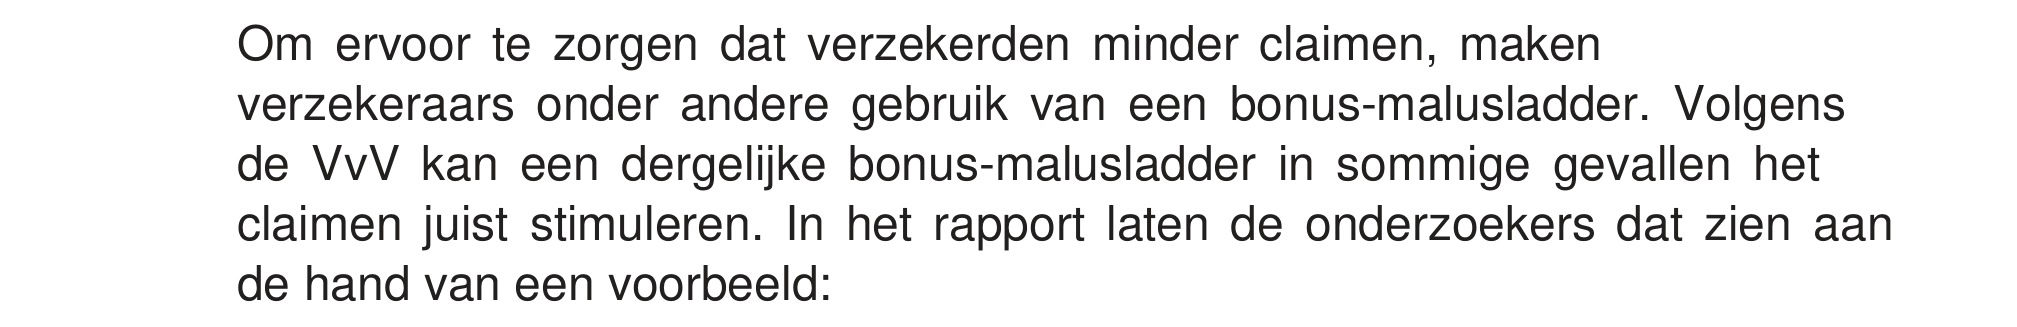 Om ervoor te zorgen dat verzekerden minder claimen, maken
verzekeraars onder andere gebruik van een bonus-malusladder. Volgens
de VvV kan een dergelijke bonus-malusladder in sommige gevallen het
claimen juist stimuleren. In het rapport laten de onderzoekers dat zien aan
de hand van een voorbeeld: